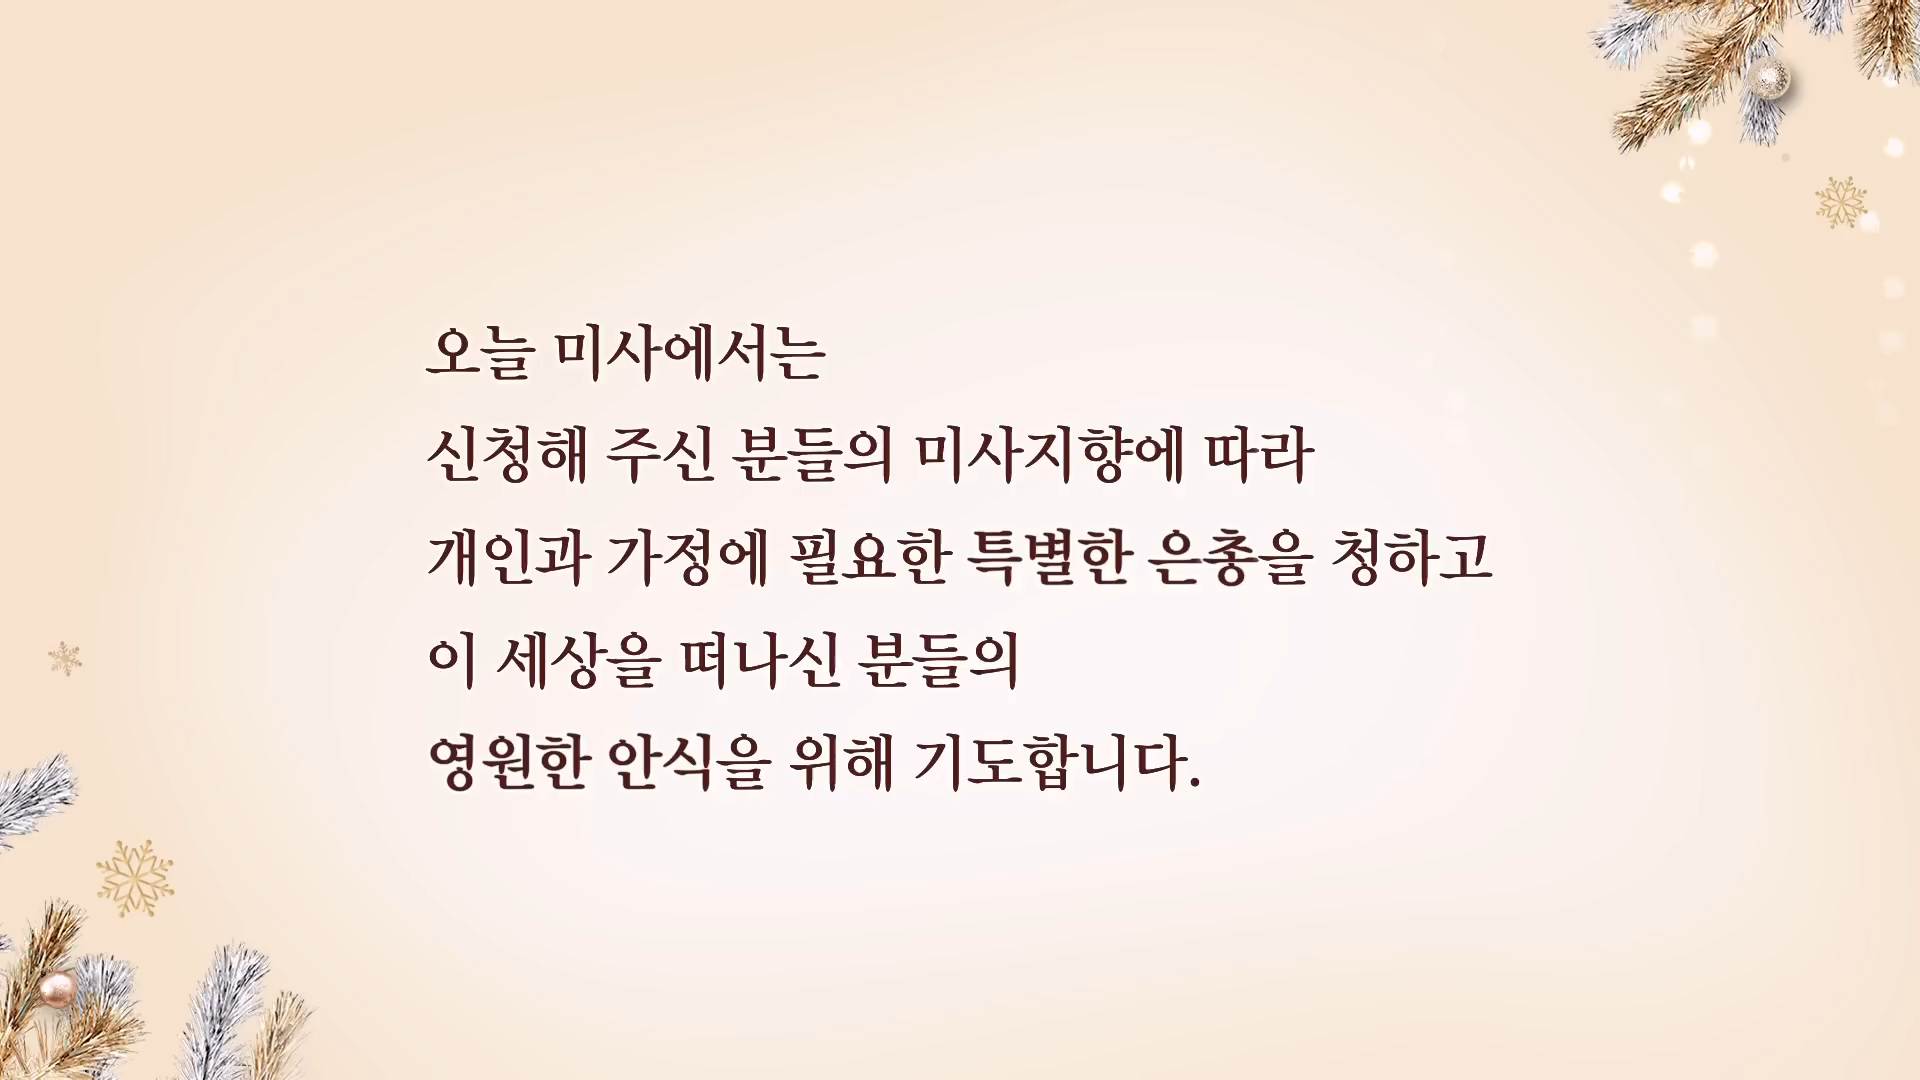 오늘 미사에서는
신청해 주신 분들의 미사지향에 따라
개인과 가정에 필요한 특별한 은총을 청하고
이 세상을 떠나신 분들의
영원한 안식을 위해 기도합니다.